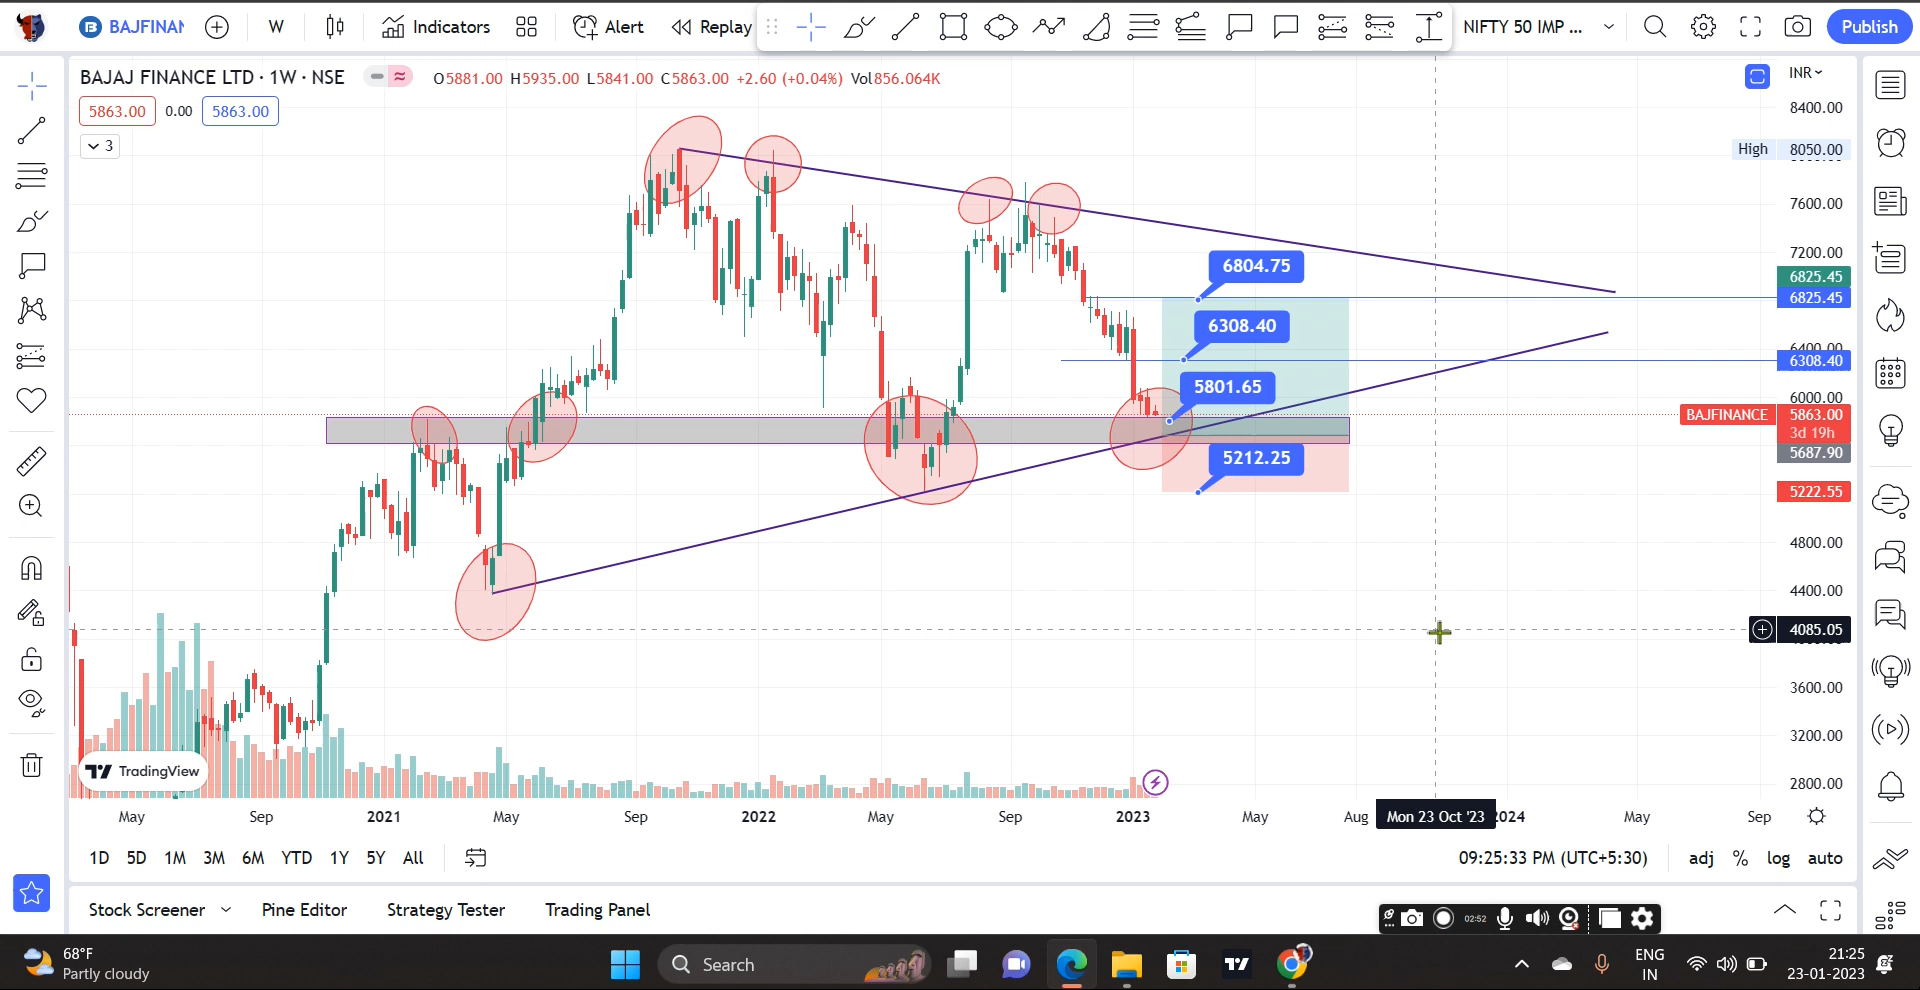 BAJFINAN
W
Indicators
Alert
Replay
NIFTY 50 IMP ...
Publish
BAJAJ FINANCE LTD · 1W · NSE
O5881.00 H5935.00 L5841.00 C5863.00 +2.60 (+0.04%) Vol856.064K
INR
5863.00 0.00 5863.00
3
8400.00
High 8050.00
7600.00
7200.00
6825.45
6825.45
6400.00
6308.40
6000.00
BAJFINANCE 5863.00
3d 19h
5687.90
5222.55
4800.00
4400.00
4085.05
3600.00
3200.00
2800.00
6804.75
6308.40
5801.65
5212.25
TradingView
May Sep 2021 May Sep 2022 May Sep 2023 May Aug Mon 23 Oct '23 2024 May Sep
1D 5D 1M 3M 6M YTD 1Y 5Y All
09:25:33 PM (UTC+5:30) adj % log auto
Stock Screener Pine Editor Strategy Tester Trading Panel
02:52
68°F
Partly cloudy
Search
ENG
IN
21:25
23-01-2023